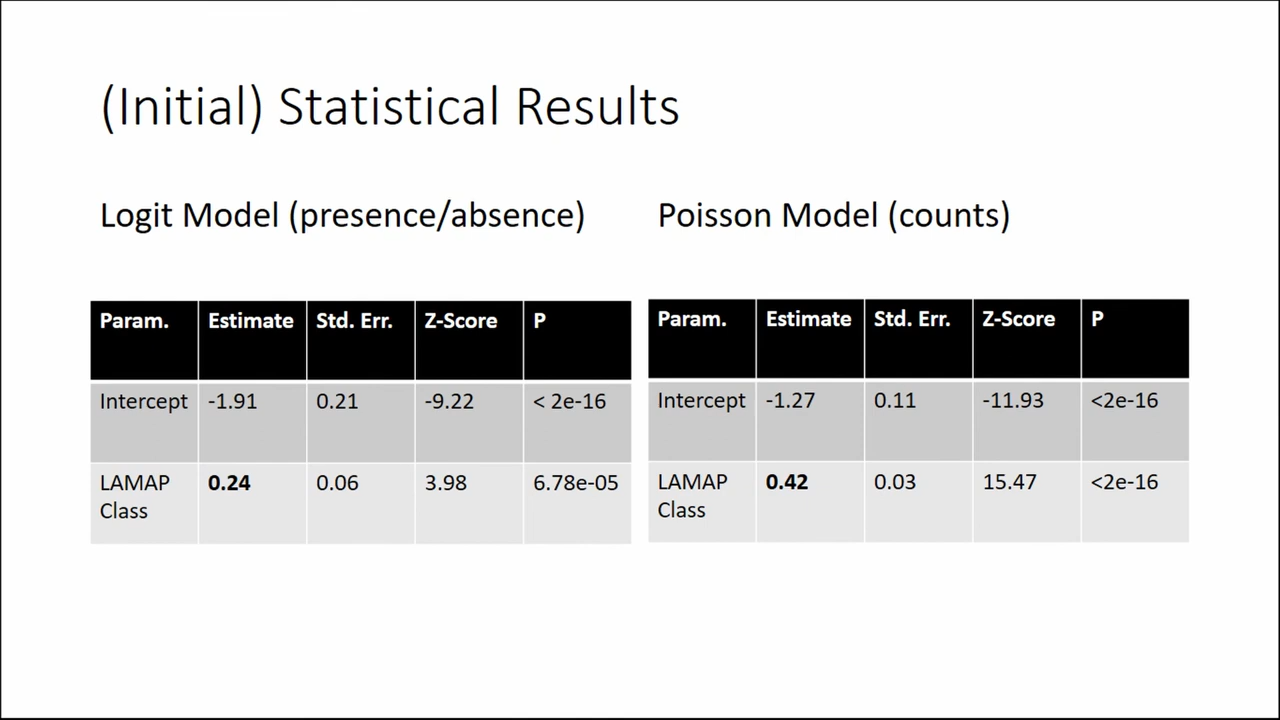 (Initial) Statistical Results
Logit Model (presence/absence)
Param. Estimate Std. Err. Z-Score P
Intercept -1.91 0.21 -9.22 < 2e-16
LAMAP 0.24 0.06 3.98 6.78e-05
Class
Poisson Model (counts)
Param. Estimate Std. Err. Z-Score P
Intercept -1.27 0.11 -11.93 <2e-16
LAMAP 0.42 0.03 15.47 <2e-16
Class